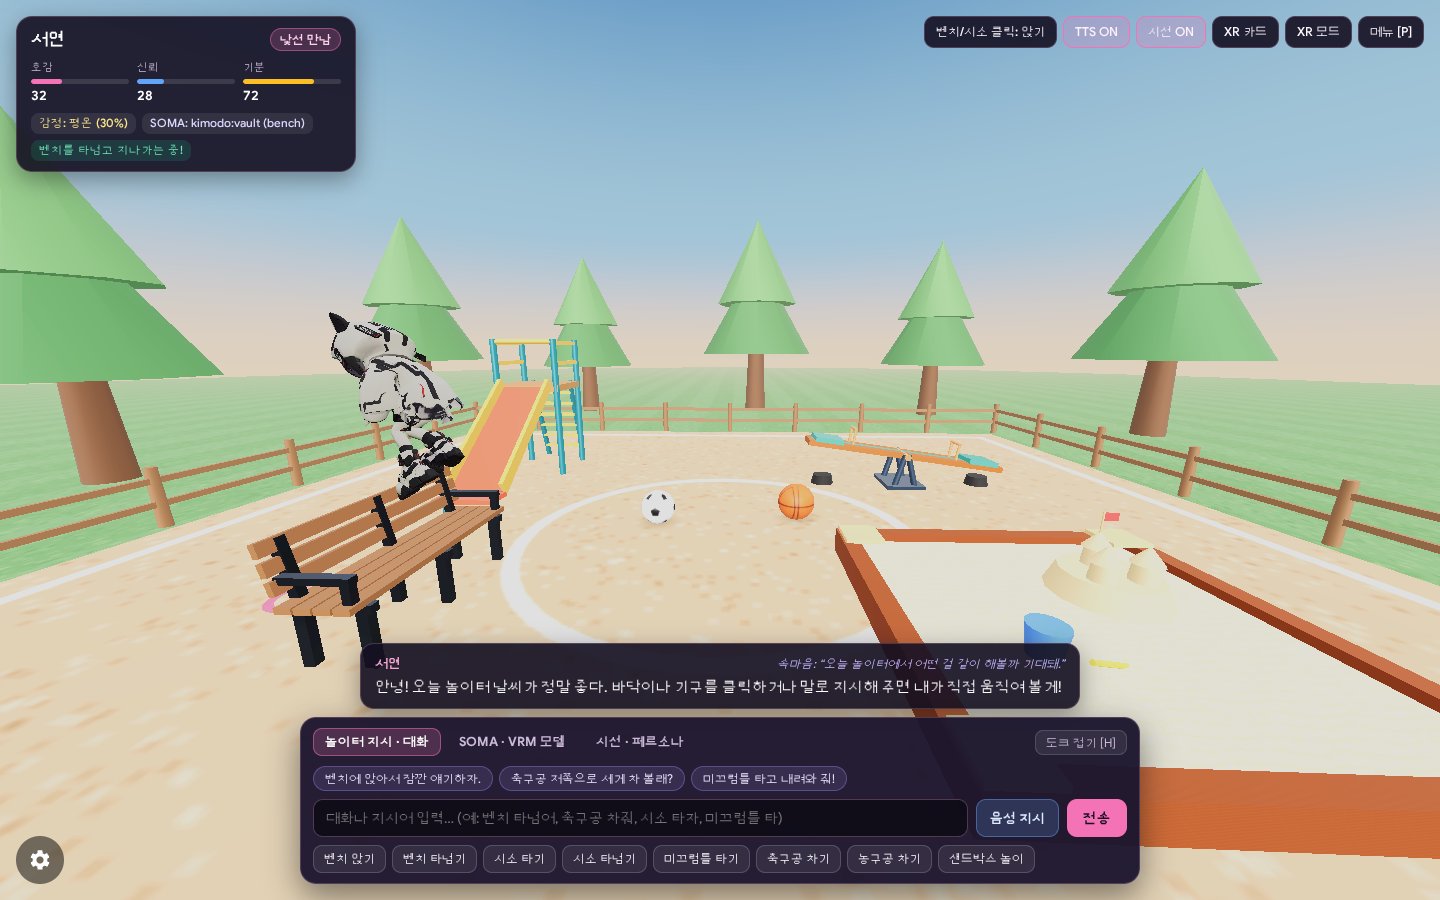 서연
낯선 만남
호감
신뢰
기분
32
28
72
감정: 평온 (30%)
SOMA: kimodo:vault (bench)
벤치를 타넘고 지나가는 중!
벤치/시소 클릭: 앉기
TTS ON
시선 ON
XR 카드
XR 모드
메뉴 [P]
서연
속마음: “오늘 놀이터에서 어떤 걸 같이 해볼까 기대돼.”
안녕! 오늘 놀이터 날씨가 정말 좋다. 바닥이나 기구를 클릭하거나 말로 지시해 주면 내가 직접 움직여 볼게!
놀이터 지시 · 대화
SOMA · VRM 모델
시선 · 페르소나
도크 접기 [H]
벤치에 앉아서 잠깐 얘기하자.
축구공 저쪽으로 세게 차 볼래?
미끄럼틀 타고 내려와 줘!
대화나 지시어 입력... (예: 벤치 타넘어, 축구공 차줘, 시소 타자, 미끄럼틀 타)
음성 지시
전송
벤치 앉기
벤치 타넘기
시소 타기
시소 타넘기
미끄럼틀 타기
축구공 차기
농구공 차기
샌드박스 놀이